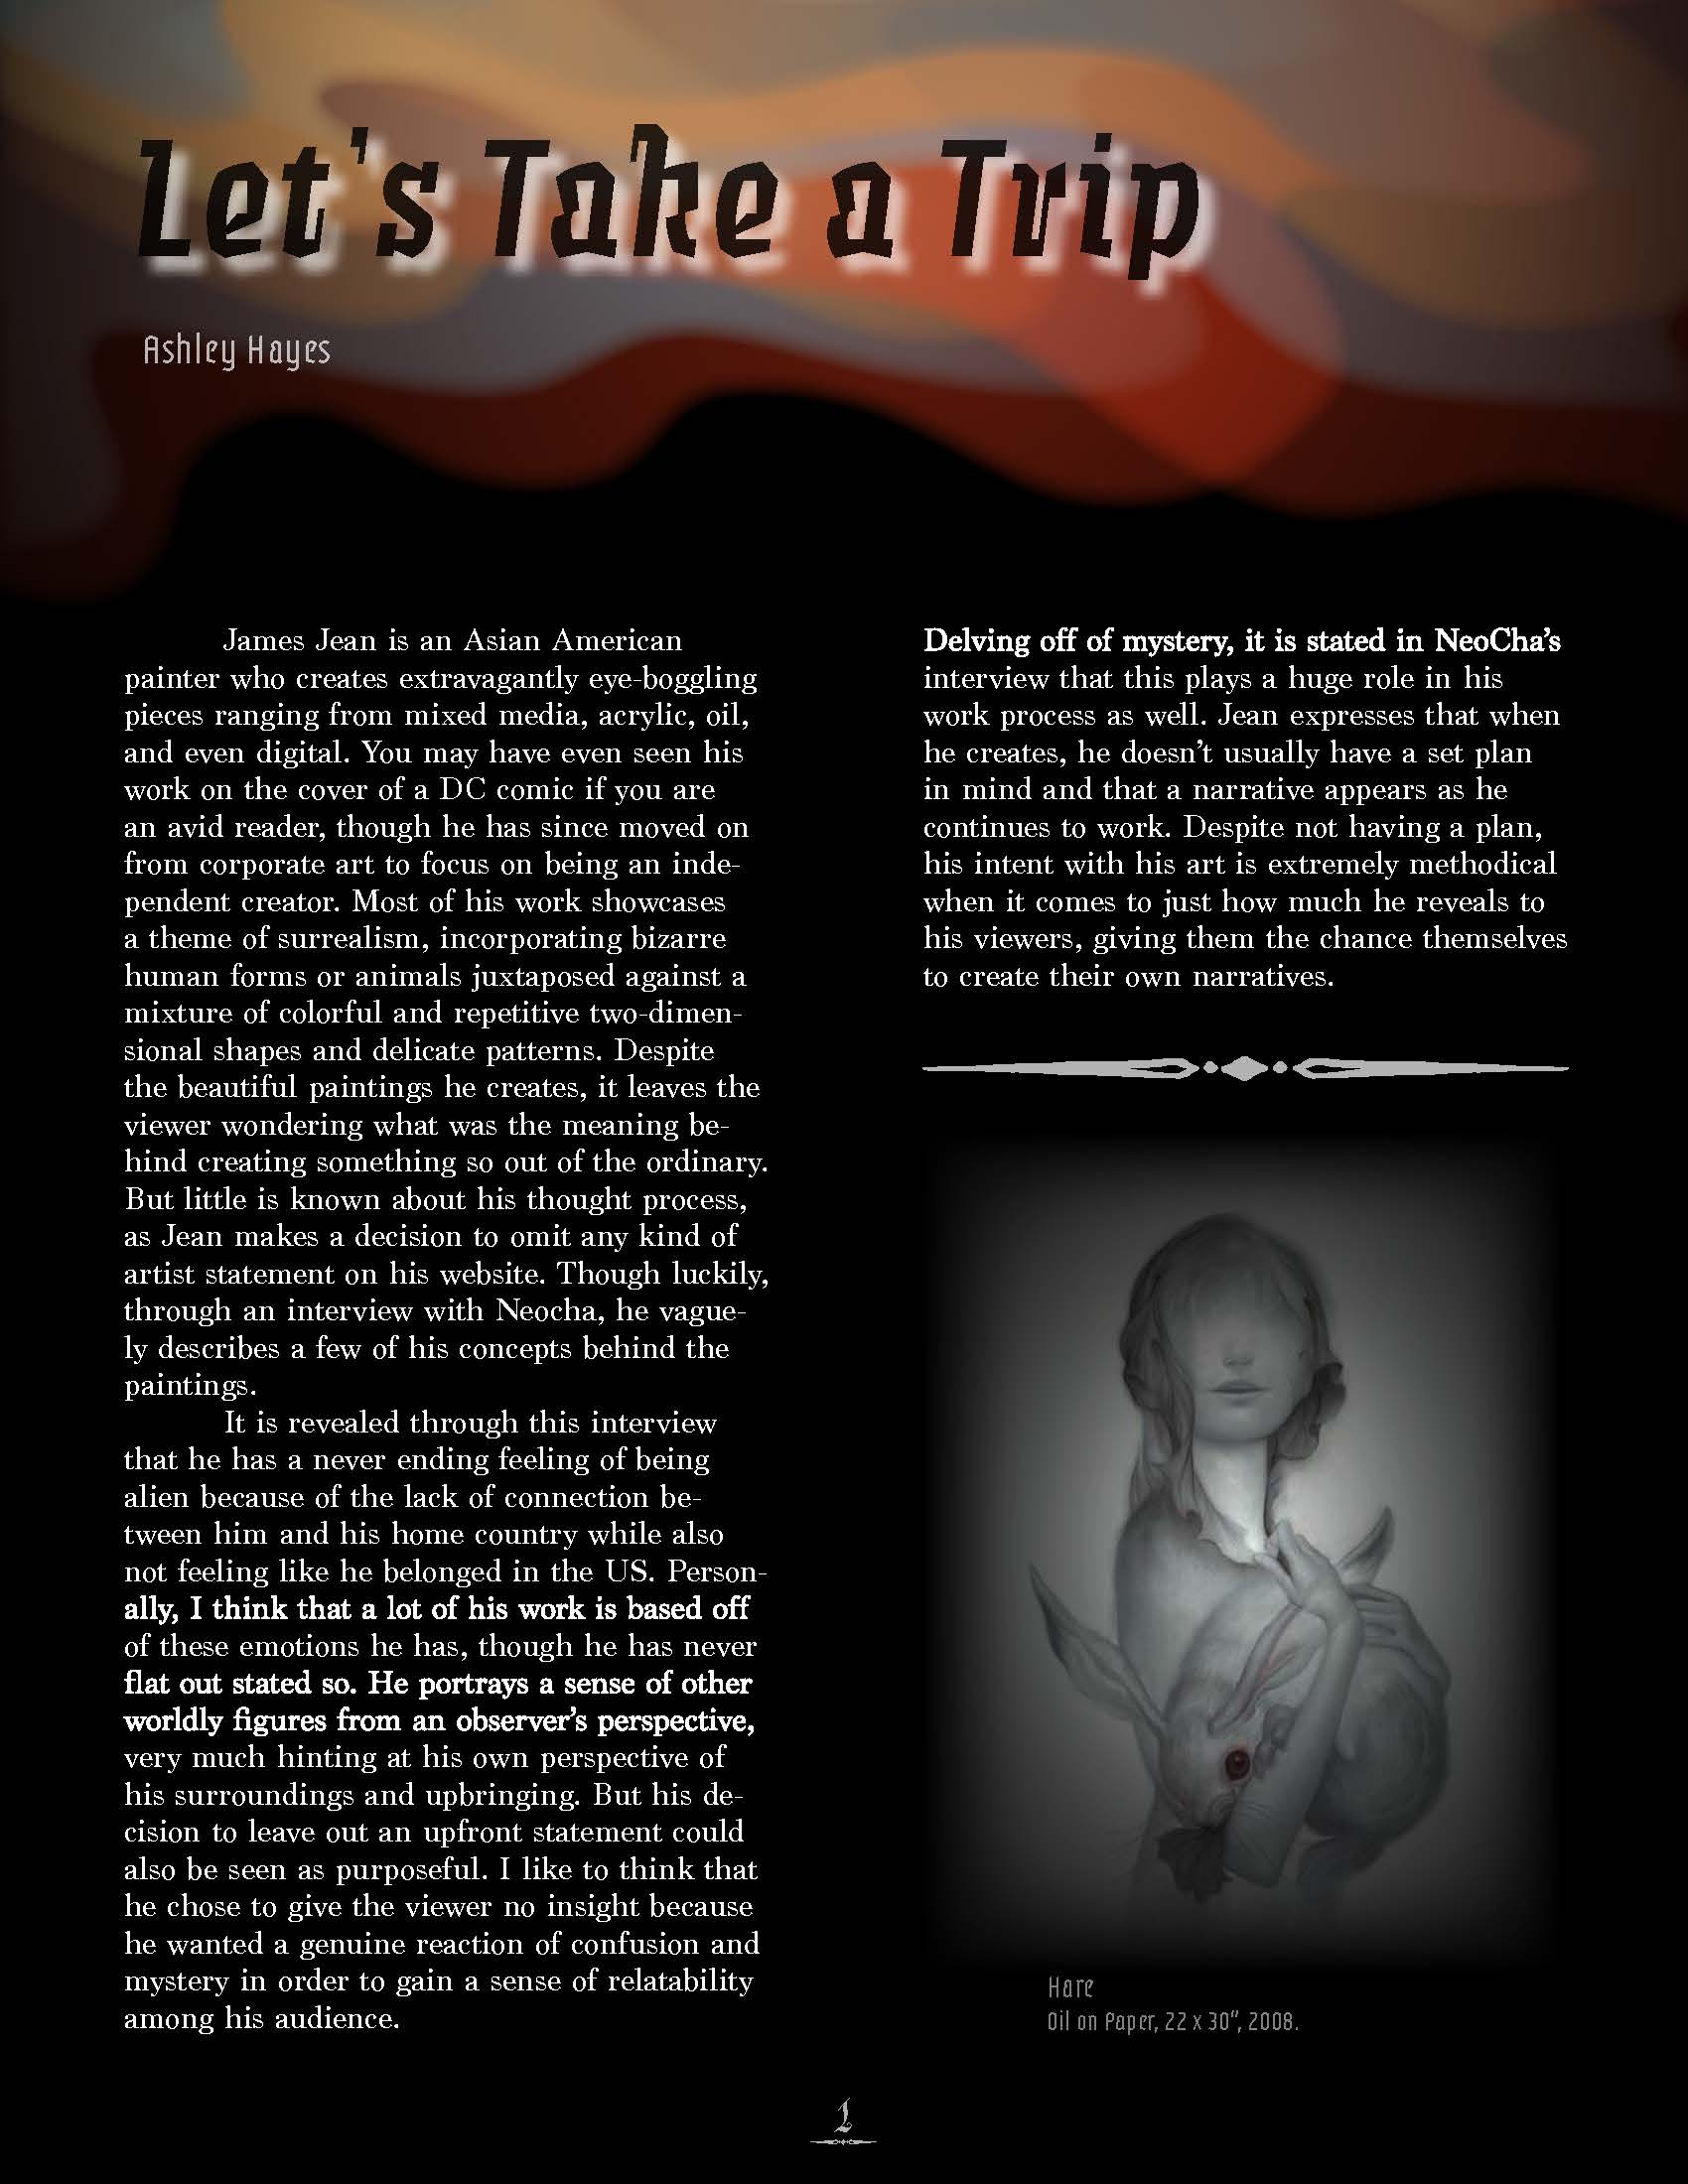 Let's Take a Trip
Ashley Hayes
James Jean is an Asian American
painter who creates extravagantly eye-boggling
pieces ranging from mixed media, acrylic, oil,
and even digital. You may have even seen his
work on the cover of a DC comic if you are
an avid reader, though he has since moved on
from corporate art to focus on being an inde-
pendent creator. Most of his work showcases
a theme of surrealism, incorporating bizarre
human forms or animals juxtaposed against a
mixture of colorful and repetitive two-dimen-
sional shapes and delicate patterns. Despite
the beautiful paintings he creates, it leaves the
viewer wondering what was the meaning be-
hind creating something so out of the ordinary.
But little is known about his thought process,
as Jean makes a decision to omit any kind of
artist statement on his website. Though luckily,
through an interview with Neocha, he vague-
ly describes a few of his concepts behind the
paintings.
It is revealed through this interview
that he has a never ending feeling of being
alien because of the lack of connection be-
tween him and his home country while also
not feeling like he belonged in the US. Person-
ally, I think that a lot of his work is based off
of these emotions he has, though he has never
flat out stated so. He portrays a sense of other
worldly figures from an observer's perspective,
very much hinting at his own perspective of
his surroundings and upbringing. But his de-
cision to leave out an upfront statement could
also be seen as purposeful. I like to think that
he chose to give the viewer no insight because
he wanted a genuine reaction of confusion and
mystery in order to gain a sense of relatability
among his audience.
Delving off of mystery, it is stated in NeoCha's
interview that this plays a huge role in his
work process as well. Jean expresses that when
he creates, he doesn't usually have a set plan
in mind and that a narrative appears as he
continues to work. Despite not having a plan,
his intent with his art is extremely methodical
when it comes to just how much he reveals to
his viewers, giving them the chance themselves
to create their own narratives.
Hare
Oil on Paper, 22 x 30", 2008.
1